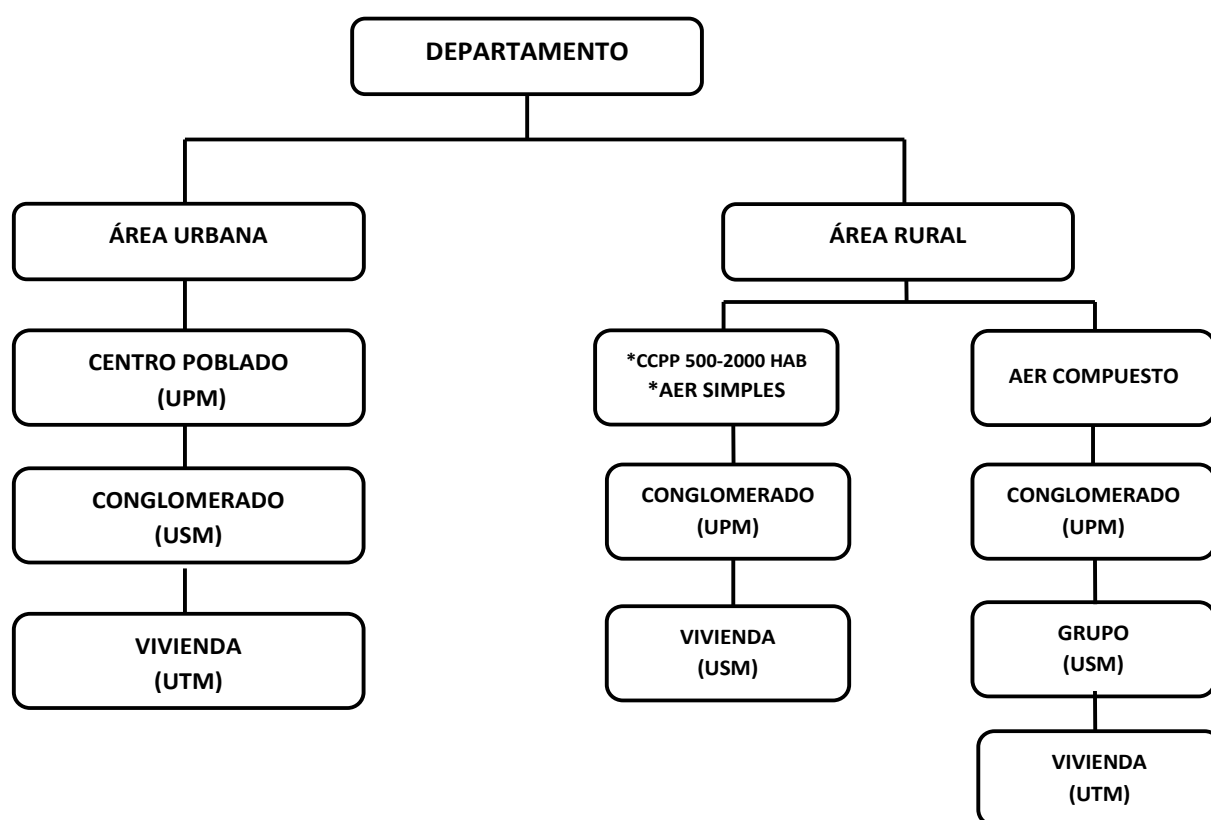 DEPARTAMENTO
ÁREA URBANA
ÁREA RURAL
CENTRO POBLADO
(UPM)
*CCPP 500-2000 HAB
*AER SIMPLES
AER COMPUESTO
CONGLOMERADO
(USM)
CONGLOMERADO
(UPM)
CONGLOMERADO
(UPM)
VIVIENDA
(UTM)
VIVIENDA
(USM)
GRUPO
(USM)
VIVIENDA
(UTM)